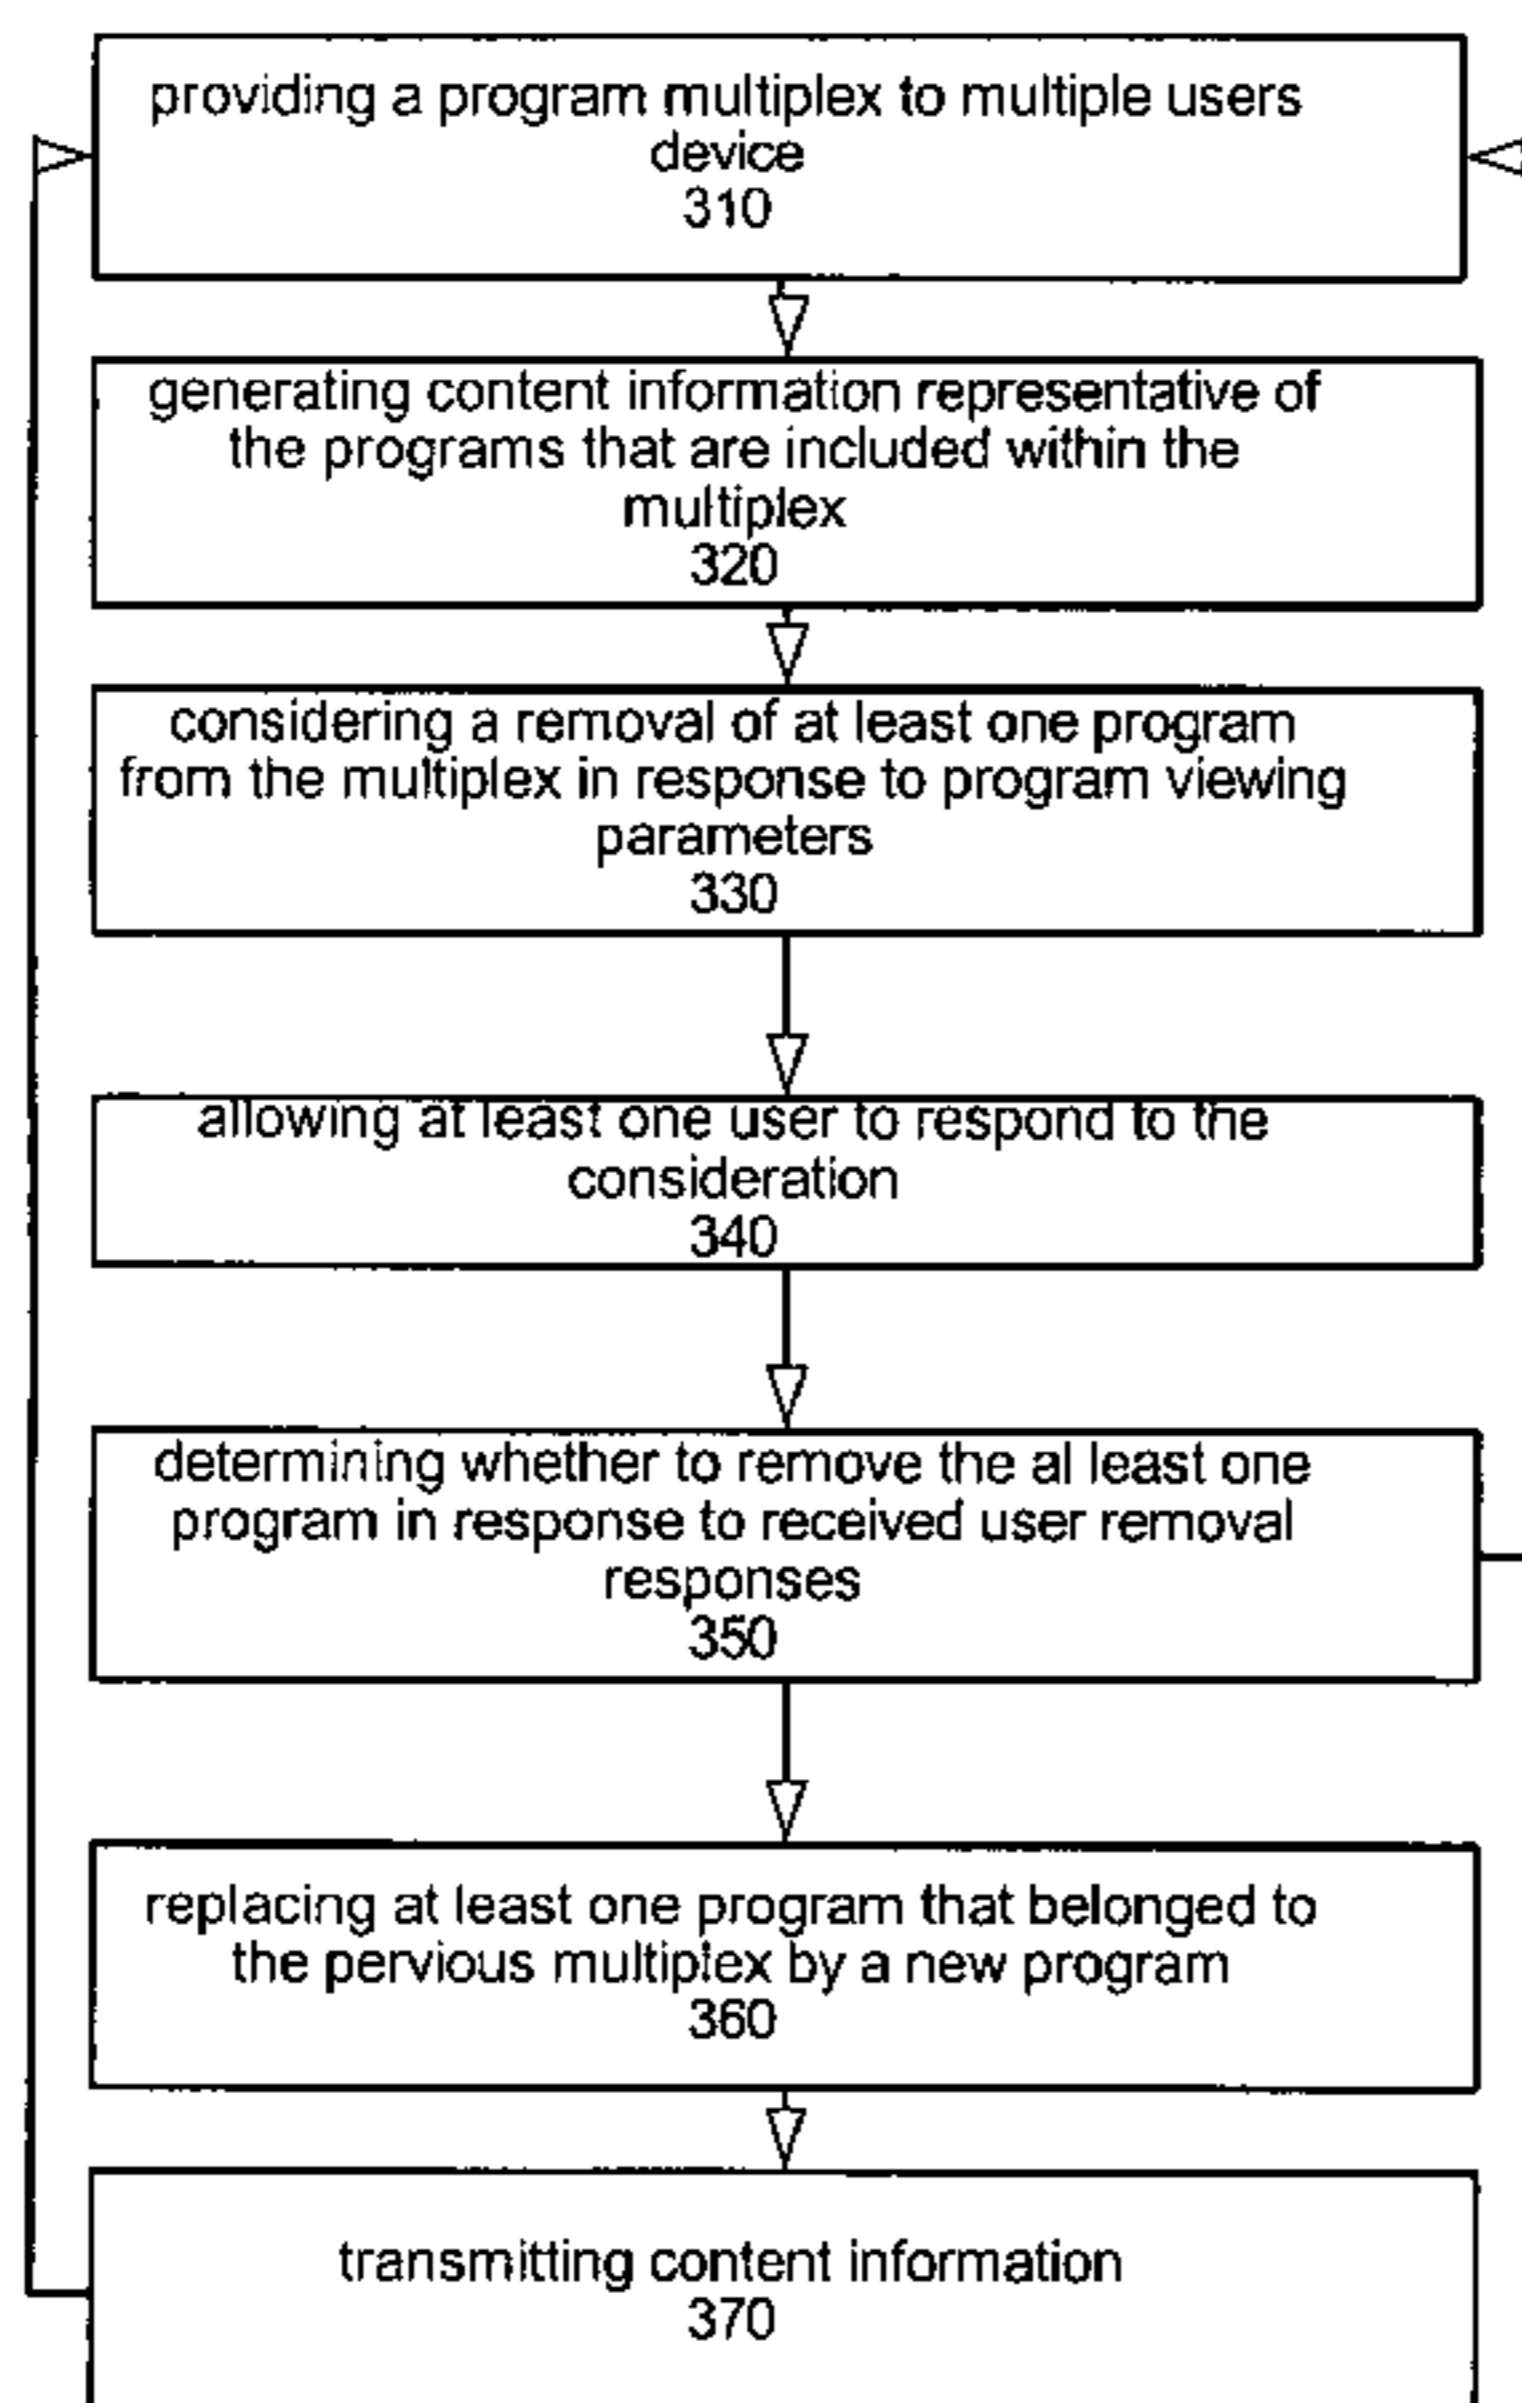 providing a program multiplex to multiple users
device
310
generating content information representative of
the programs that are included within the
multiplex
320
considering a removal of at least one program
from the multiplex in response to program viewing
parameters
330
allowing at least one user to respond to the
consideration
340
determining whether to remove the al least one
program in response to received user removal
responses
350
replacing at least one program that belonged to
the pervious multiplex by a new program
360
transmitting content information
370